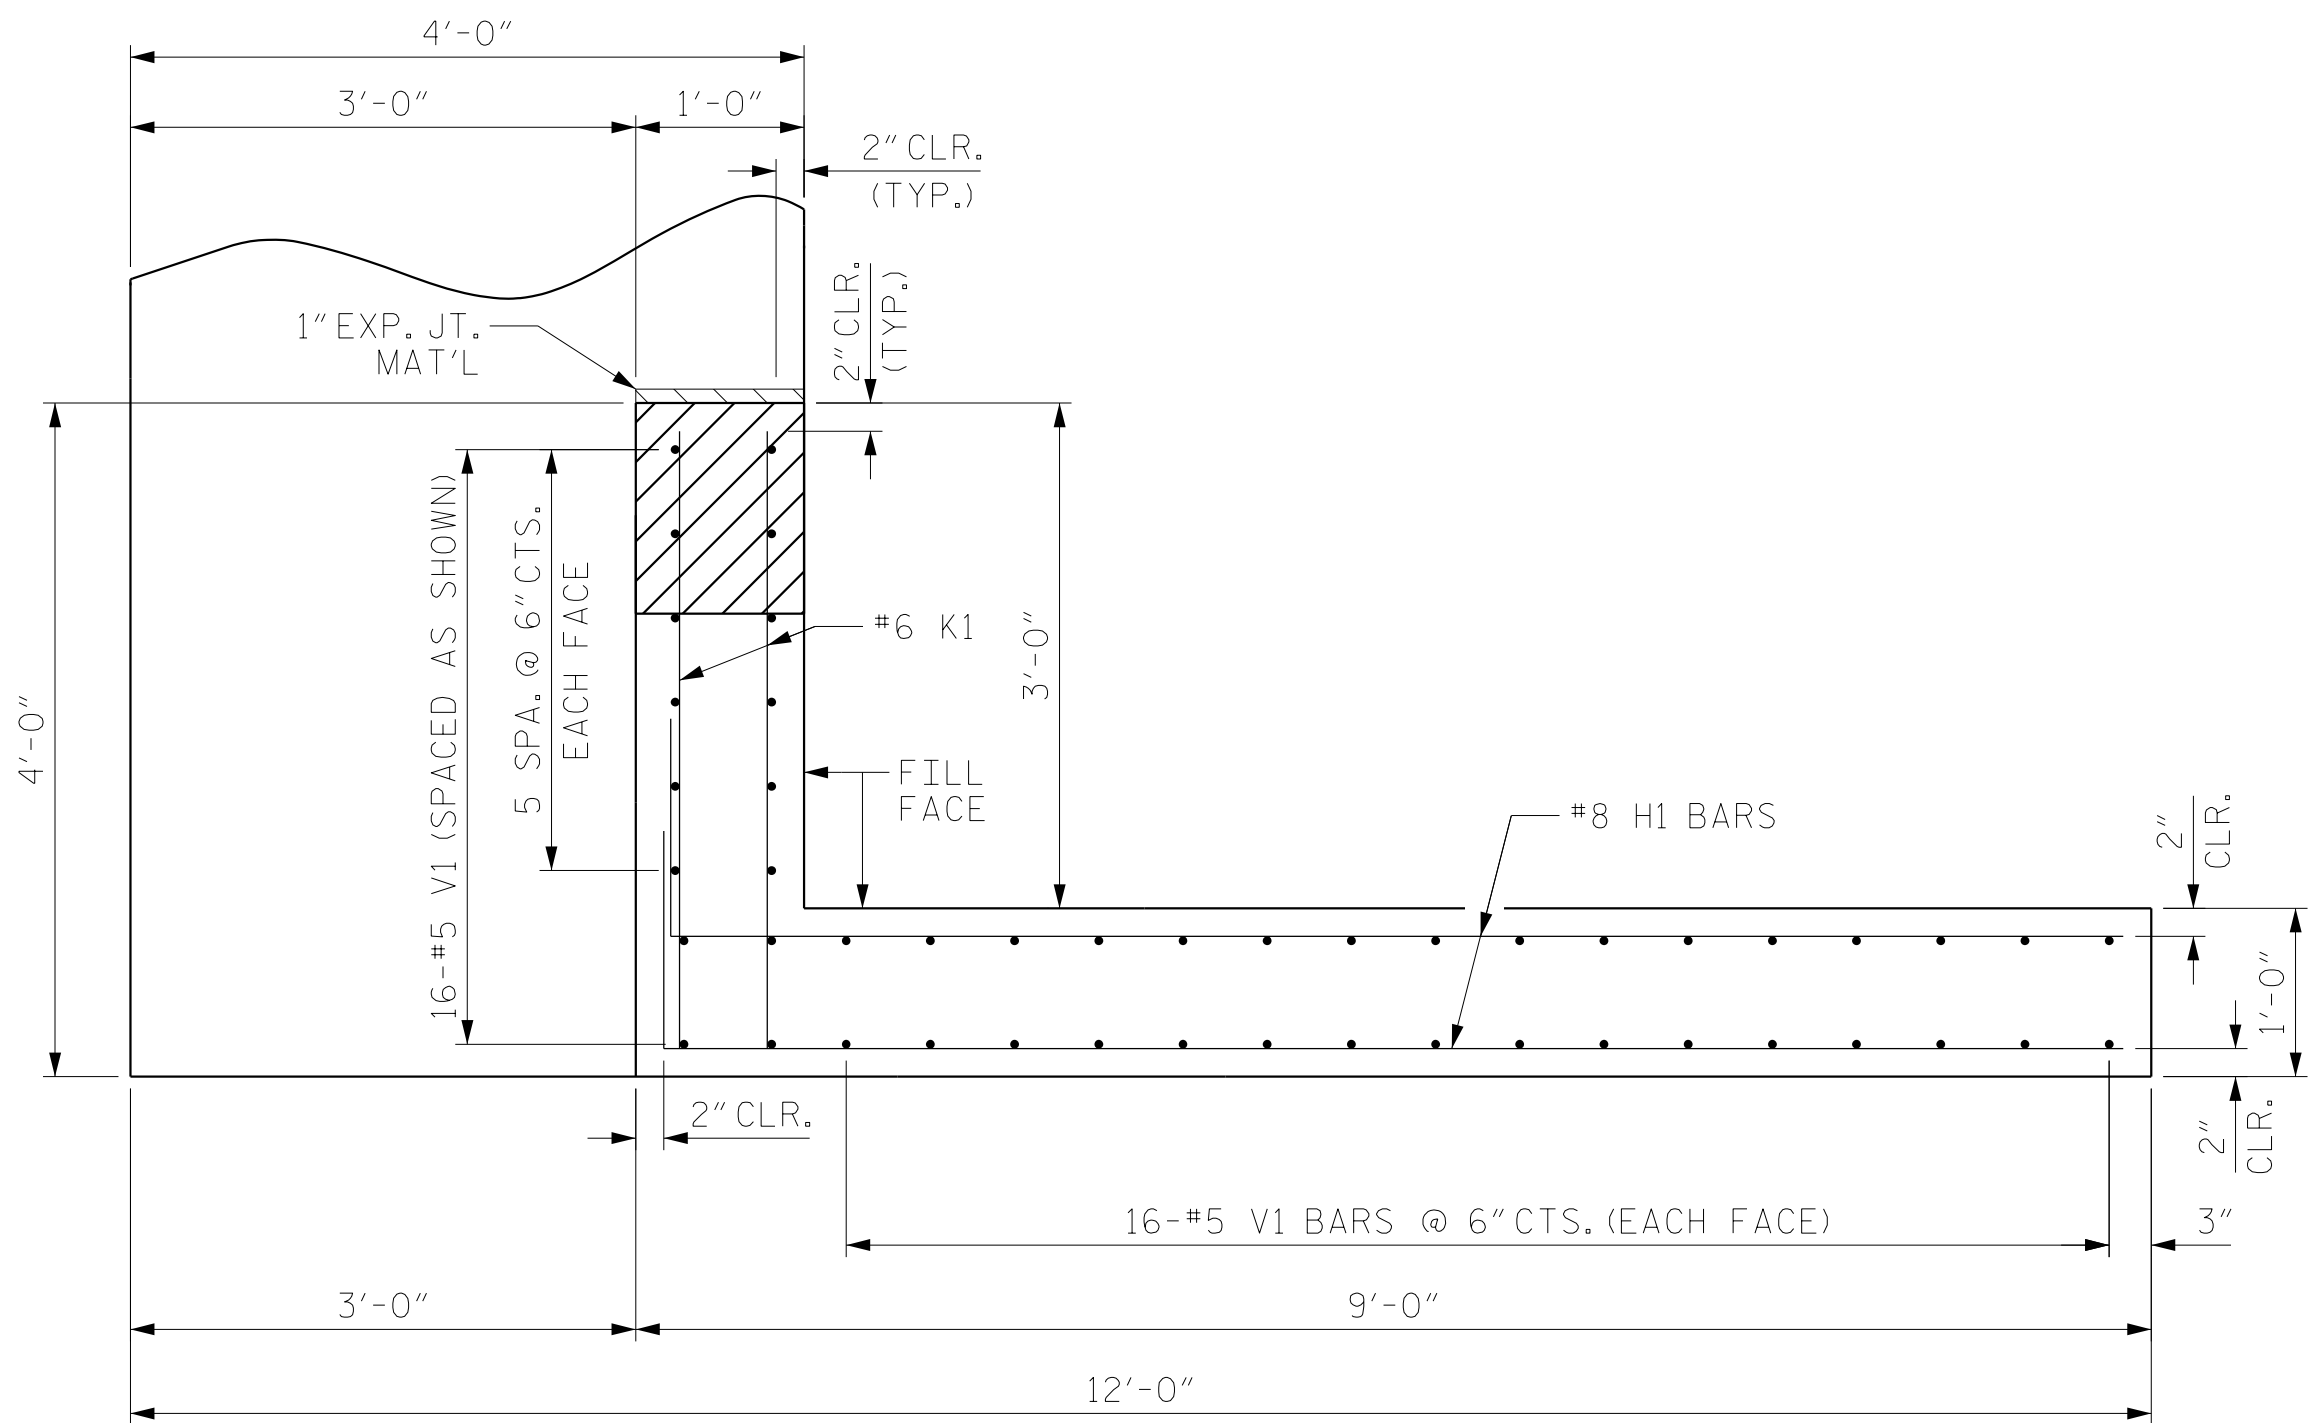 4'-0"
3'-0"
1'-0"
2" CLR.
(TYP.)
2" CLR.
(TYP.)
1" EXP. JT.
MAT'L
4'-0"
16-#5 V1 (SPACED AS SHOWN)
5 SPA. @ 6" CTS.
EACH FACE
#6 K1
3'-0"
FILL
FACE
#8 H1 BARS
2"
CLR.
1'-0"
2"
CLR.
2" CLR.
16-#5 V1 BARS @ 6" CTS. (EACH FACE)
3"
3'-0"
9'-0"
12'-0"